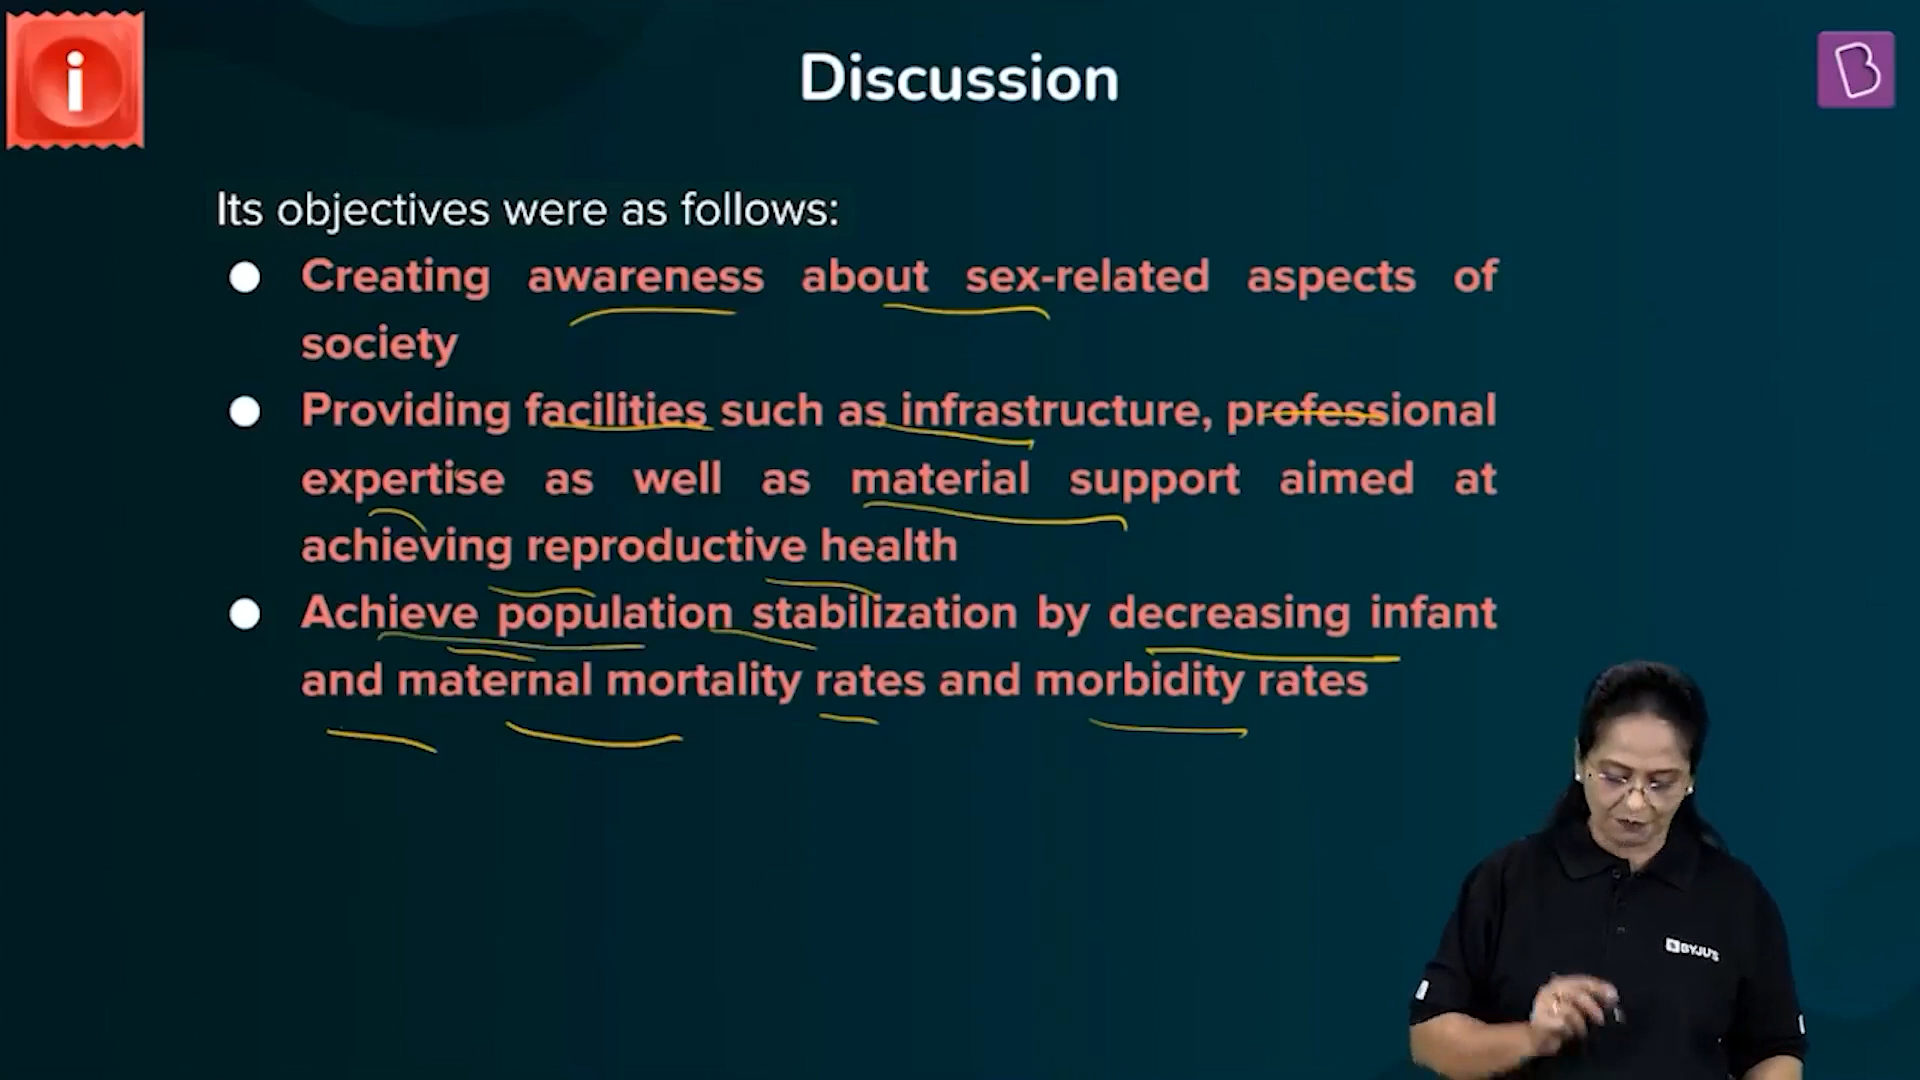 Discussion
Its objectives were as follows:
● Creating awareness about sex-related aspects of
society
● Providing facilities such as infrastructure, professional
expertise as well as material support aimed at
achieving reproductive health
● Achieve population stabilization by decreasing infant
and maternal mortality rates and morbidity rates
i
B
BYJU'S